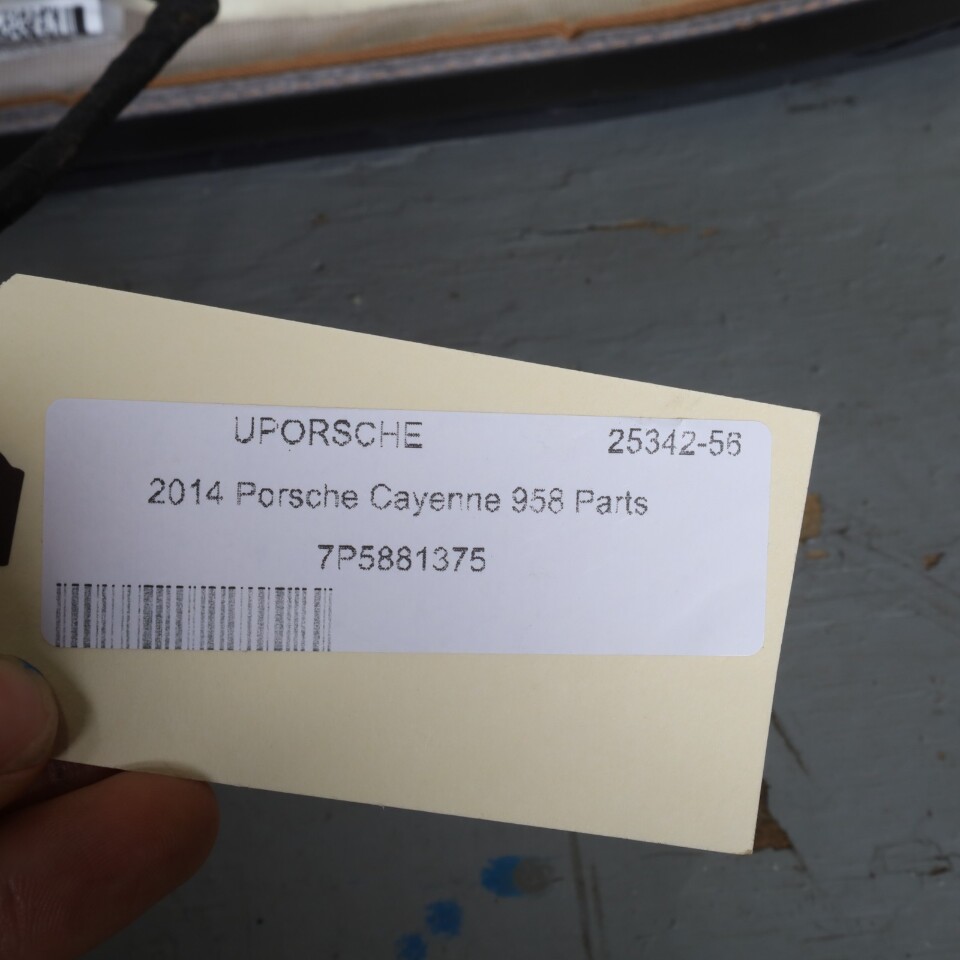 UPORSCHE 25342-56
2014 Porsche Cayenne 958 Parts
7P5881375